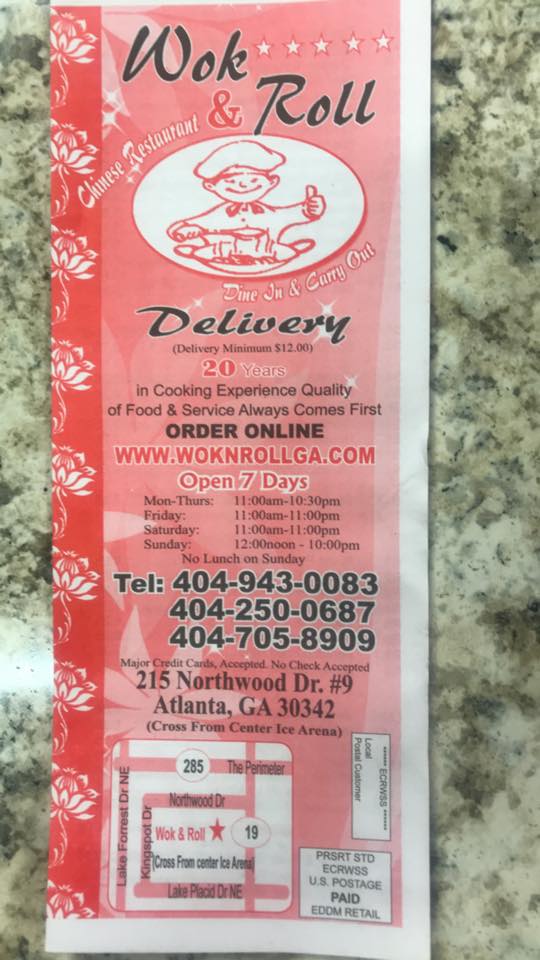 Wok
& Roll
Chinese Restaurant
Dine In & Carry Out
Delivery
(Delivery Minimum $12.00)
20 Years
in Cooking Experience Quality
of Food & Service Always Comes First
ORDER ONLINE
WWW.WOKNROLLGA.COM
Open 7 Days
Mon-Thurs: 11:00am-10:30pm
Friday: 11:00am-11:00pm
Saturday: 11:00am-11:00pm
Sunday: 12:00noon - 10:00pm
No Lunch on Sunday
Tel: 404-943-0083
404-250-0687
404-705-8909
Major Credit Cards, Accepted. No Check Accepted
215 Northwood Dr. #9
Atlanta, GA 30342
(Cross From Center Ice Arena)
285 The Perimeter
Northwood Dr
Wok & Roll ★ 19
(Cross From center Ice Arena)
Lake Placid Dr NE
Lake Forrest Dr NE
Kingspot Dr
****** ECRWSS ******
Local
Postal Customer
PRSRT STD
ECRWSS
U.S. POSTAGE
PAID
EDDM RETAIL